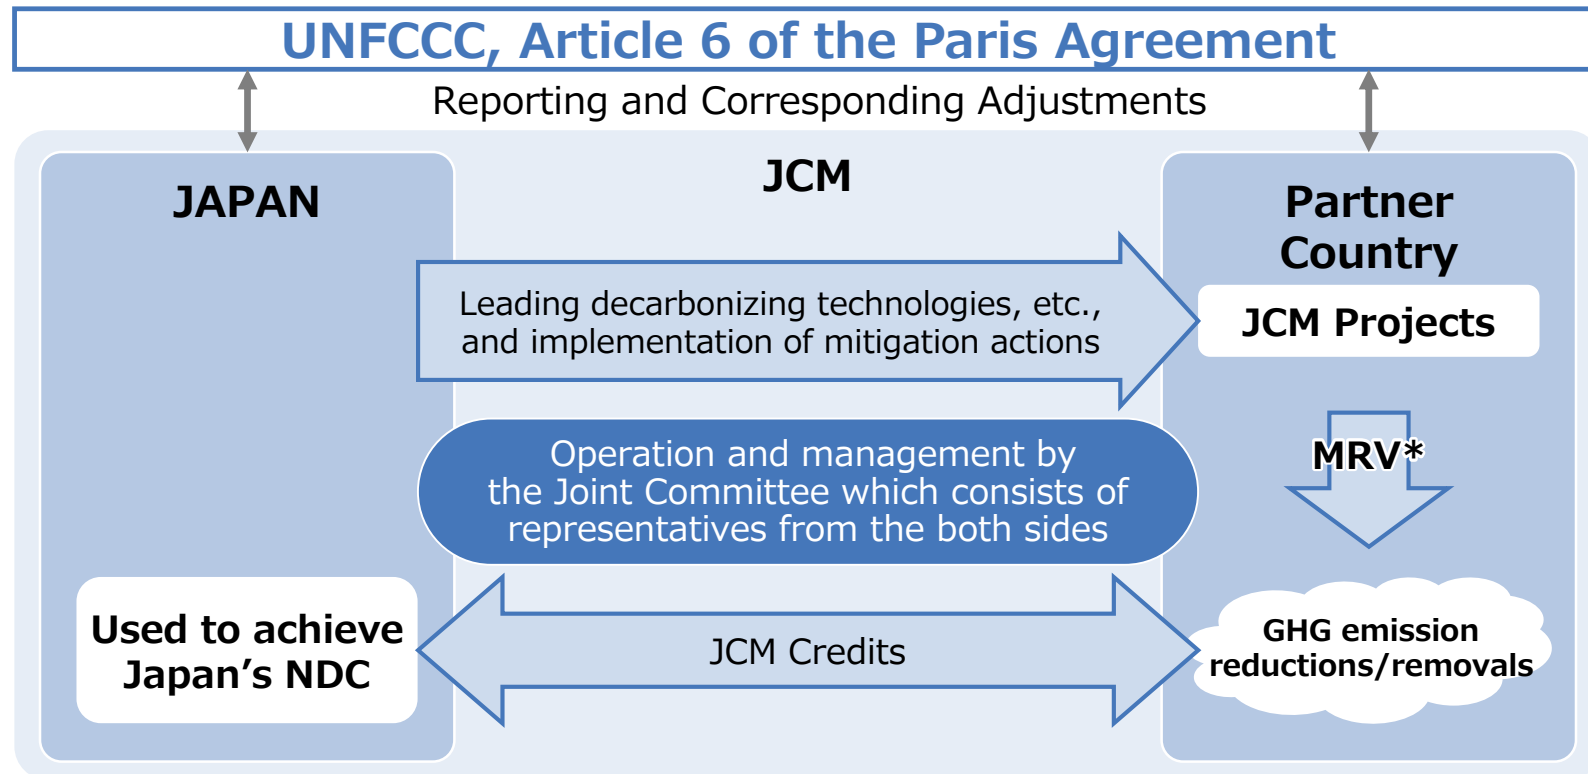 UNFCCC, Article 6 of the Paris Agreement
Reporting and Corresponding Adjustments
JCM
JAPAN
Partner
Country
Leading decarbonizing technologies, etc.,
and implementation of mitigation actions
JCM Projects
Operation and management by
the Joint Committee which consists of
representatives from the both sides
MRV*
Used to achieve
Japan’s NDC
JCM Credits
GHG emission
reductions/removals